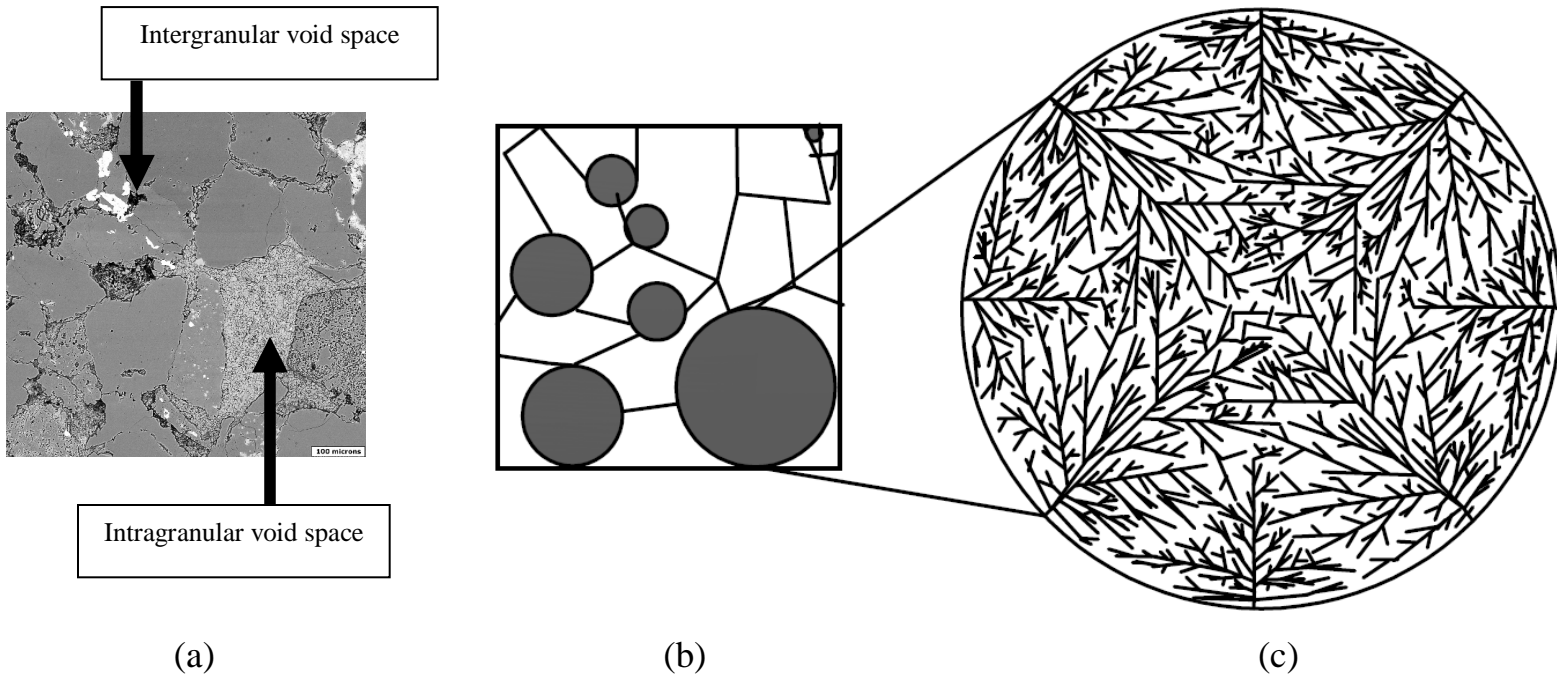 Intergranular void space
100 microns
Intragranular void space
(a)
(b)
(c)